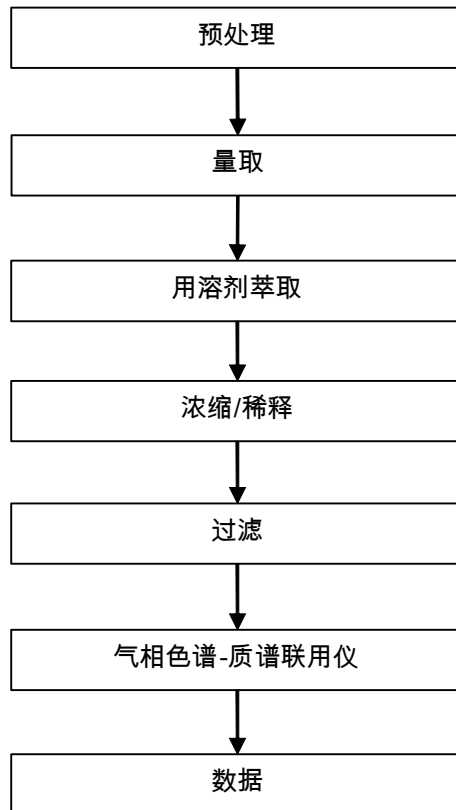 预处理
量取
用溶剂萃取
浓缩/稀释
过滤
气相色谱-质谱联用仪
数据